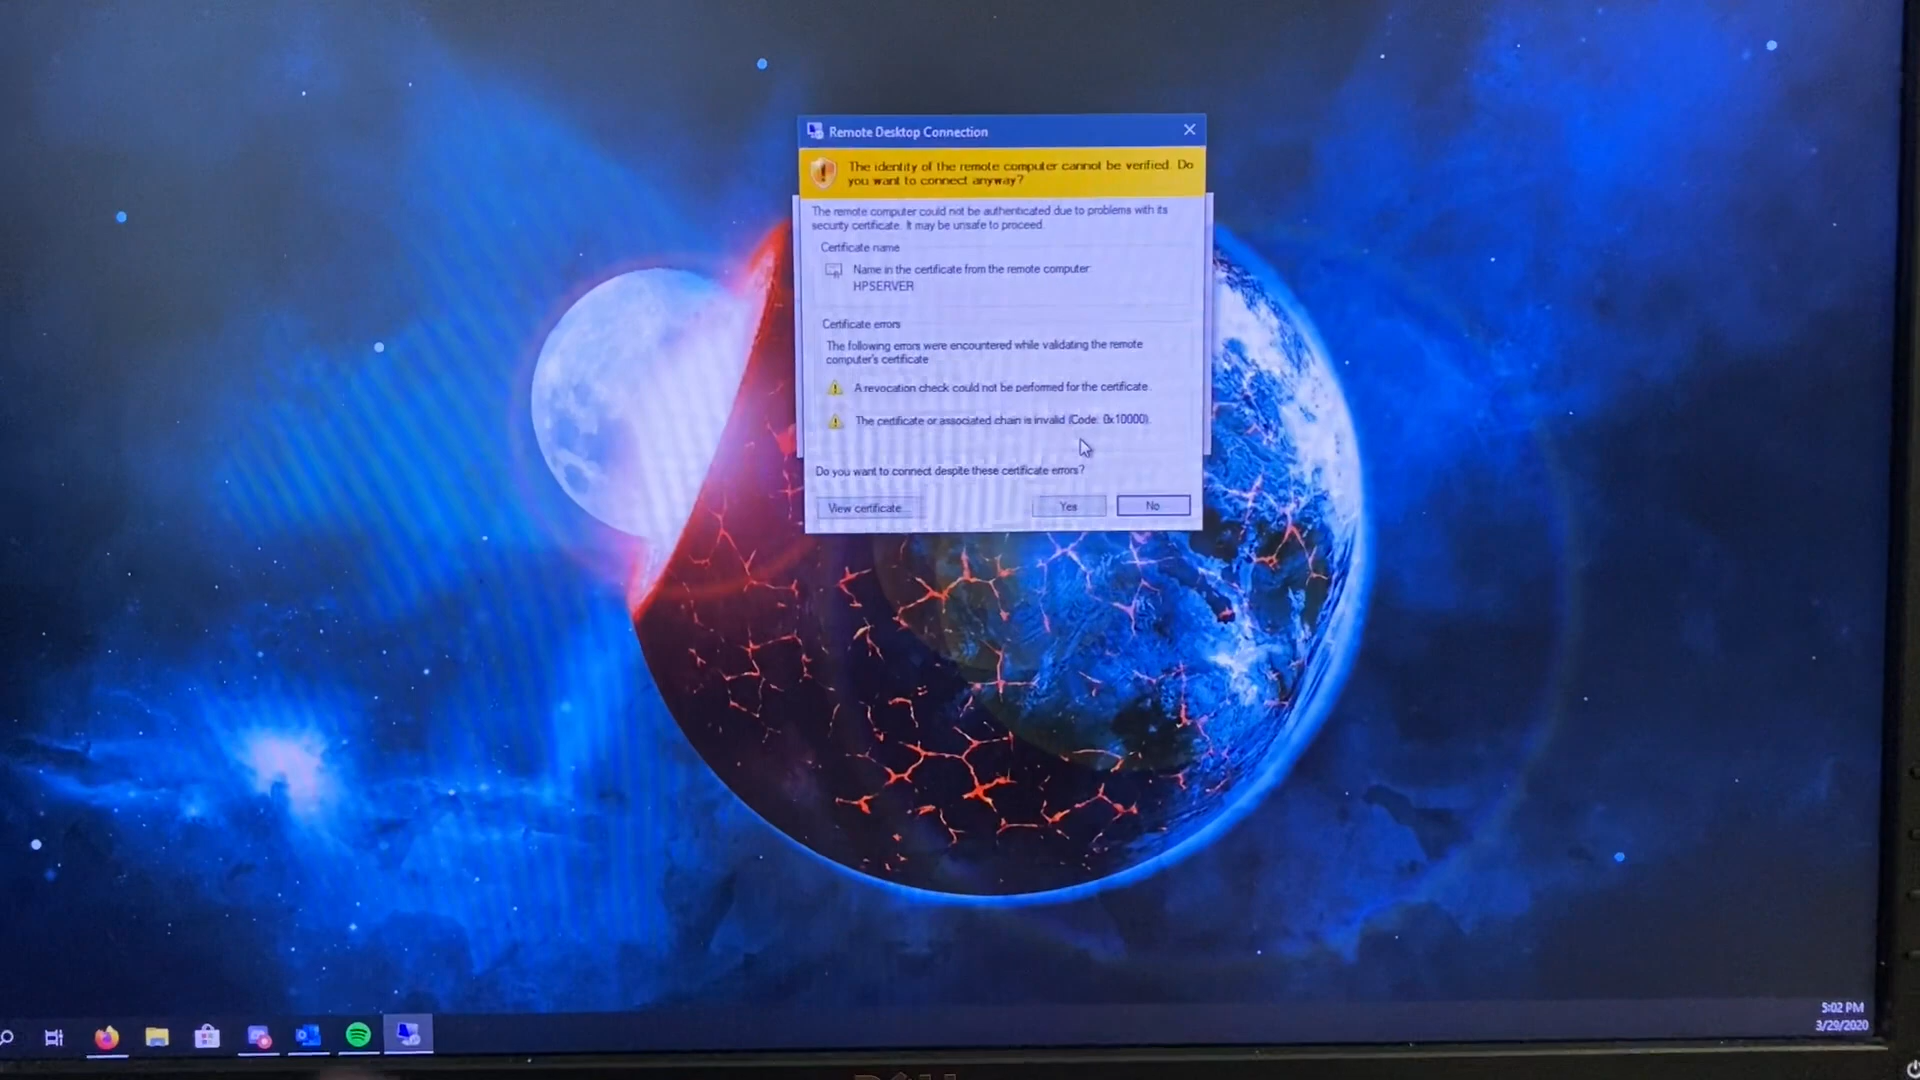 Remote Desktop Connection
The identity of the remote computer cannot be verified. Do
you want to connect anyway?
The remote computer could not be authenticated due to problems with its
security certificate. It may be unsafe to proceed.
Certificate name
Name in the certificate from the remote computer:
HPSERVER
Certificate errors
The following errors were encountered while validating the remote
computer's certificate
A revocation check could not be performed for the certificate.
The certificate or associated chain is invalid (Code: 0x10000).
Do you want to connect despite these certificate errors?
View certificate...
Yes
No
5:02 PM
3/29/2020